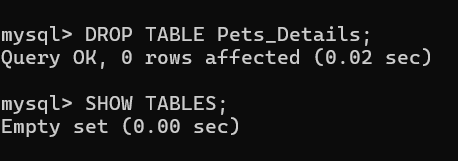 mysql> DROP TABLE Pets_Details;
Query OK, 0 rows affected (0.02 sec)
mysql> SHOW TABLES;
Empty set (0.00 sec)